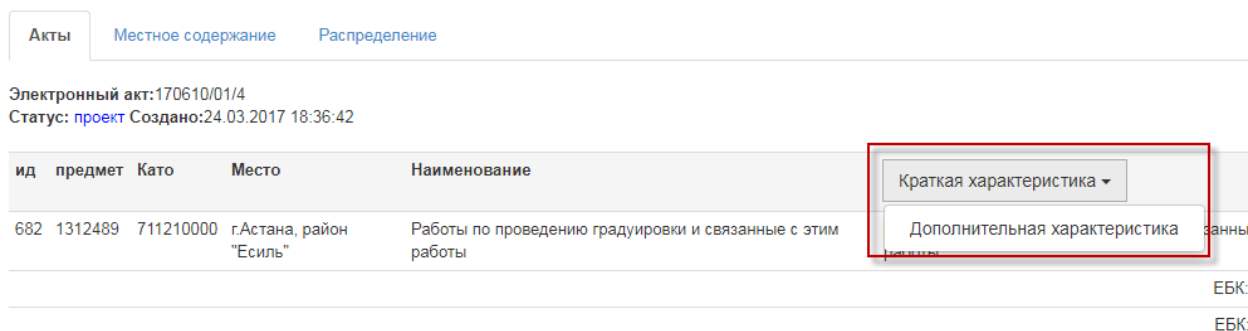 Акты Местное содержание Распределение
Электронный акт:170610/01/4
Статус: проект Создано:24.03.2017 18:36:42
ид предмет Като Место Наименование Краткая характеристика
682 1312489 711210000 г.Астана, район Работы по проведению градуировки и связанные с этим Дополнительная характеристика
"Есиль" работы
ЕБК:
ЕБК: